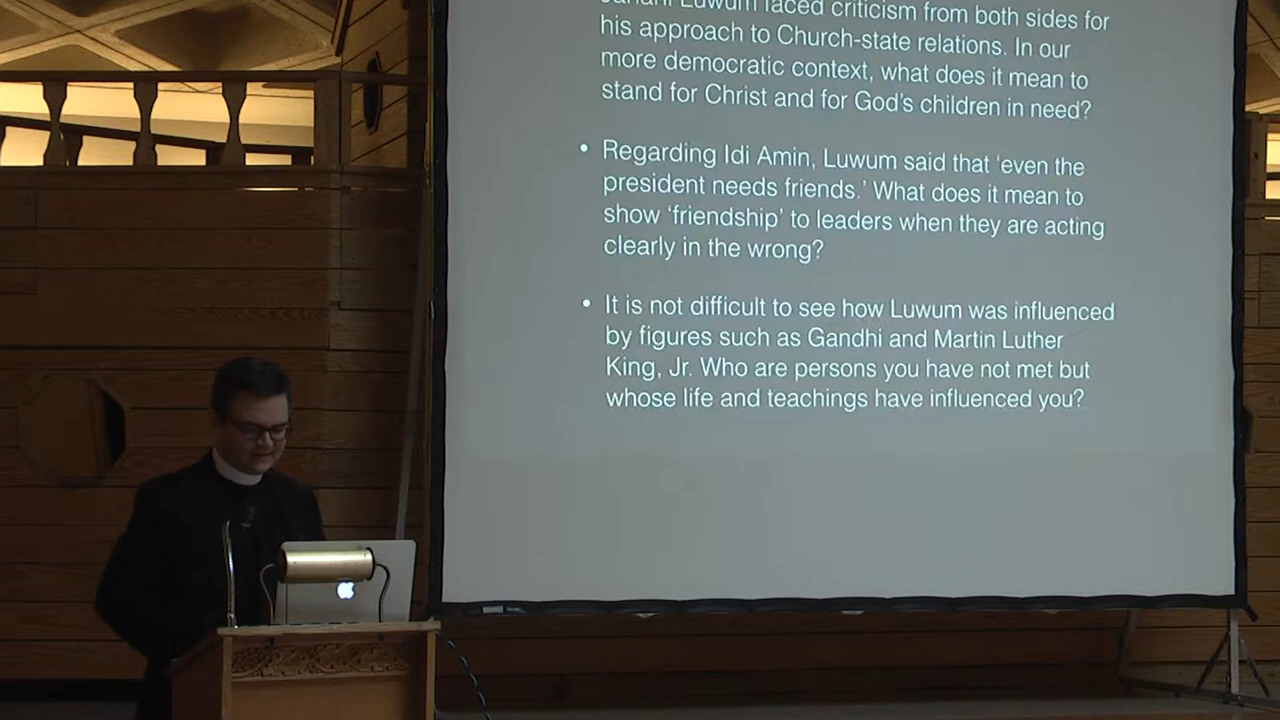 Luwum faced criticism from both sides for
his approach to Church-state relations. In our
more democratic context, what does it mean to
stand for Christ and for God's children in need?
• Regarding Idi Amin, Luwum said that 'even the
president needs friends.' What does it mean to
show 'friendship' to leaders when they are acting
clearly in the wrong?
• It is not difficult to see how Luwum was influenced
by figures such as Gandhi and Martin Luther
King, Jr. Who are persons you have not met but
whose life and teachings have influenced you?